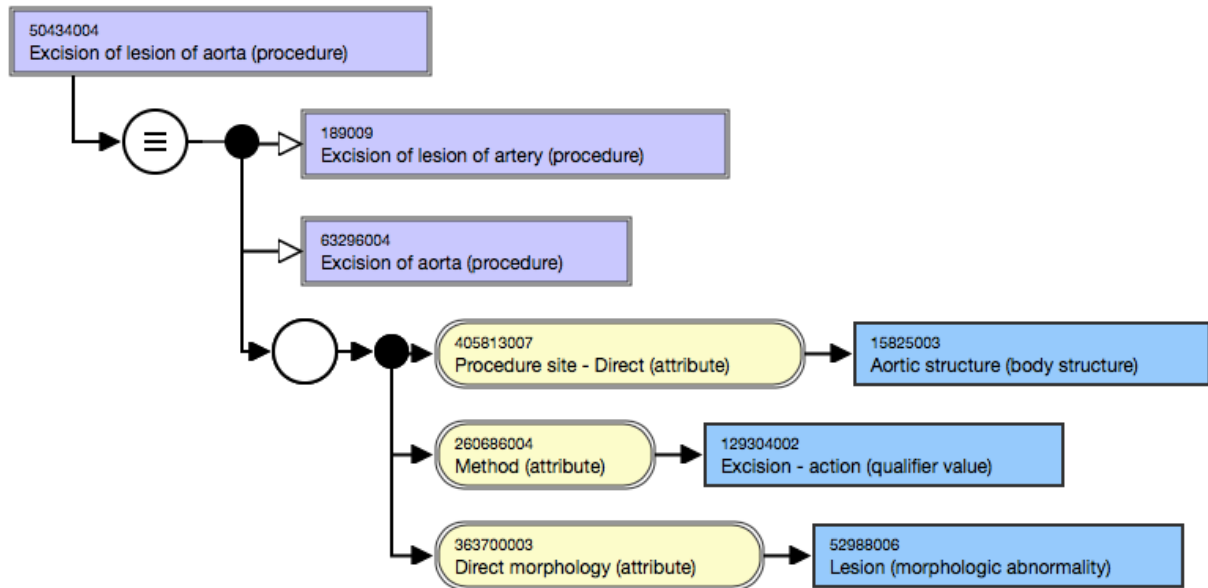 50434004
Excision of lesion of aorta (procedure)
189009
Excision of lesion of artery (procedure)
63296004
Excision of aorta (procedure)
405813007
Procedure site - Direct (attribute)
15825003
Aortic structure (body structure)
260686004
Method (attribute)
129304002
Excision - action (qualifier value)
363700003
Direct morphology (attribute)
52988006
Lesion (morphologic abnormality)